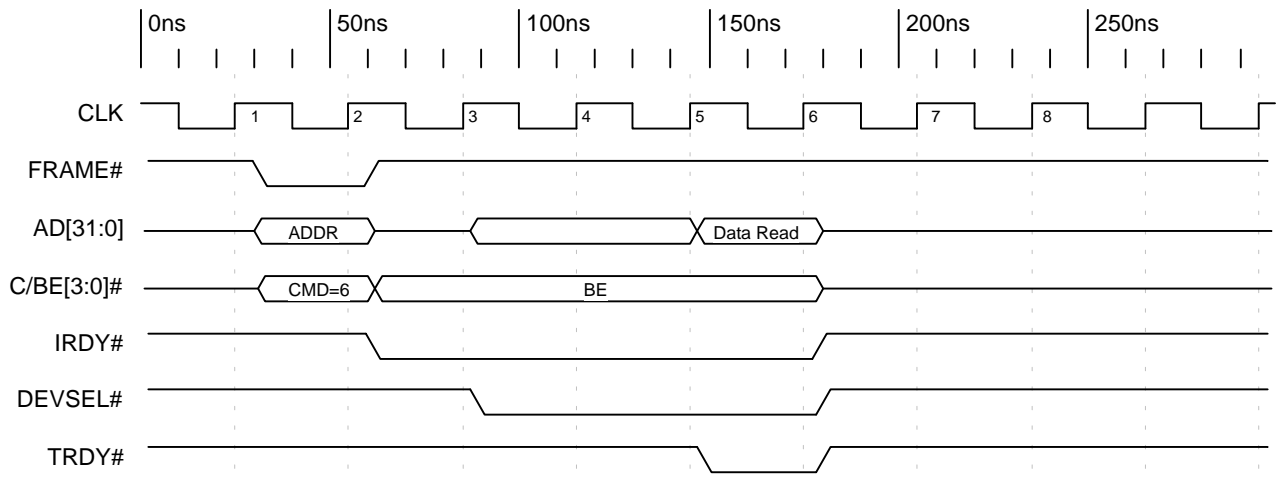 0ns 50ns 100ns 150ns 200ns 250ns
CLK 1 2 3 4 5 6 7 8
FRAME#
AD[31:0] ADDR Data Read
C/BE[3:0]# CMD=6 BE
IRDY#
DEVSEL#
TRDY#